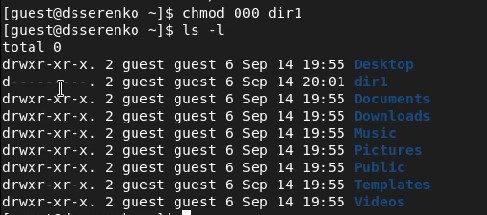 [guest@dsserenko ~]$ chmod 000 dir1
[guest@dsserenko ~]$ ls -l
total 0
drwxr-xr-x. 2 guest guest 6 Sep 14 19:55 Desktop
d---------. 2 guest guest 6 Sep 14 20:01 dir1
drwxr-xr-x. 2 guest guest 6 Sep 14 19:55 Documents
drwxr-xr-x. 2 guest guest 6 Sep 14 19:55 Downloads
drwxr-xr-x. 2 guest guest 6 Sep 14 19:55 Music
drwxr-xr-x. 2 guest guest 6 Sep 14 19:55 Pictures
drwxr-xr-x. 2 guest guest 6 Sep 14 19:55 Public
drwxr-xr-x. 2 guest guest 6 Sep 14 19:55 Templates
drwxr-xr-x. 2 guest guest 6 Sep 14 19:55 Videos